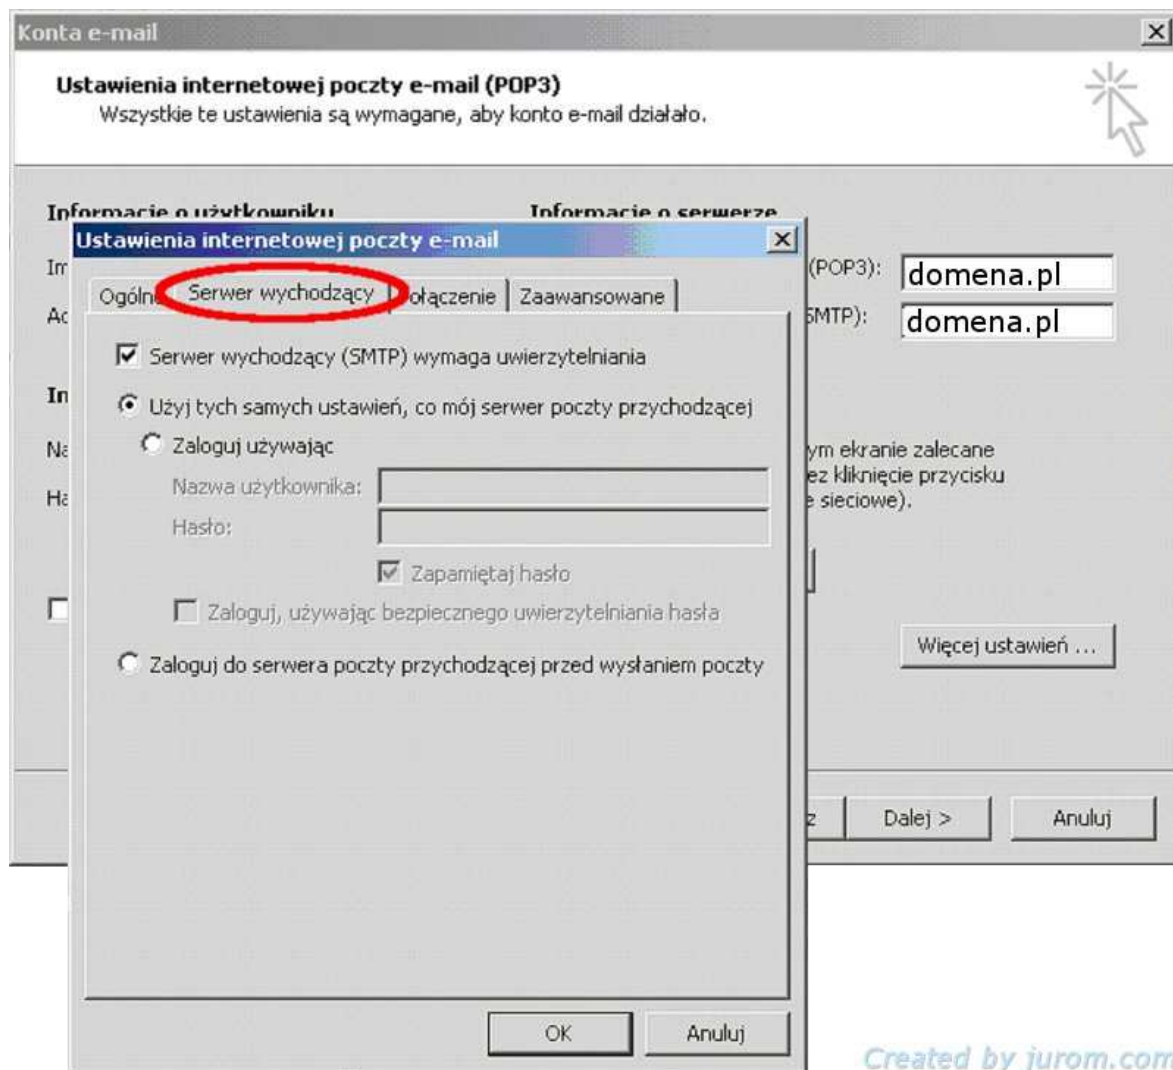 Konta e-mail
Ustawienia internetowej poczty e-mail (POP3)
Wszystkie te ustawienia są wymagane, aby konto e-mail działało.
Informacje o użytkowniku
Informacje o serwerze
Ustawienia internetowej poczty e-mail
(POP3): domena.pl
SMTP): domena.pl
Serwer wychodzący
Zaawansowane
Serwer wychodzący (SMTP) wymaga uwierzytelniania
Użyj tych samych ustawień, co mój serwer poczty przychodzącej
Zaloguj używając
Nazwa użytkownika:
Hasło:
Zapamiętaj hasło
Zaloguj, używając bezpiecznego uwierzytelniania hasła
Zaloguj do serwera poczty przychodzącej przed wysłaniem poczty
ekranie zalecane
kliknięcie przycisku
sieciowe).
Więcej ustawień ...
Dalej >
Anuluj
OK
Anuluj
Created by jurom.com